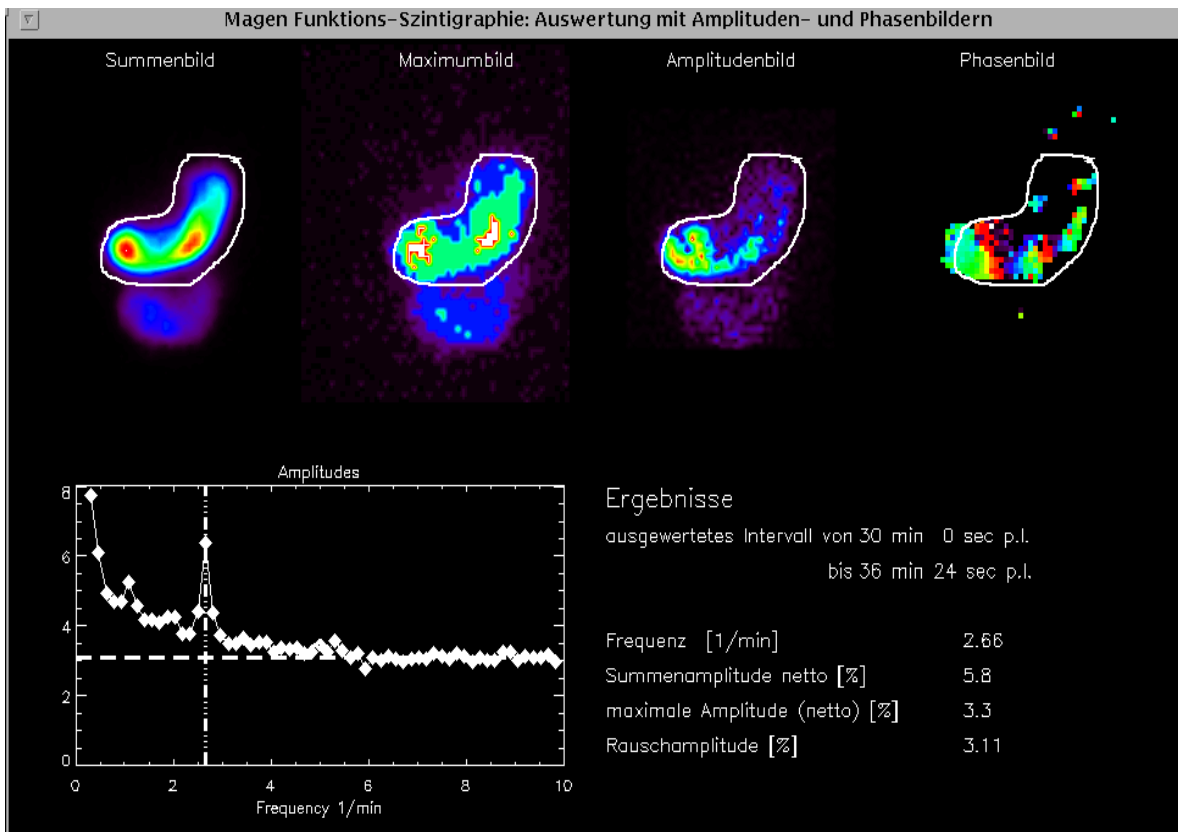 Magen Funktions-Szintigraphie: Auswertung mit Amplituden- und Phasenbildern
Summenbild Maximumbild Amplitudenbild Phasenbild
Amplitudes
8
6
4
2
0
0 2 4 6 8 10
Frequency 1/min
Ergebnisse
ausgewertetes Intervall von 30 min 0 sec p.I.
bis 36 min 24 sec p.I.
Frequenz [1/min] 2.66
Summenamplitude netto [%] 5.8
maximale Amplitude (netto) [%] 3.3
Rauschamplitude [%] 3.11